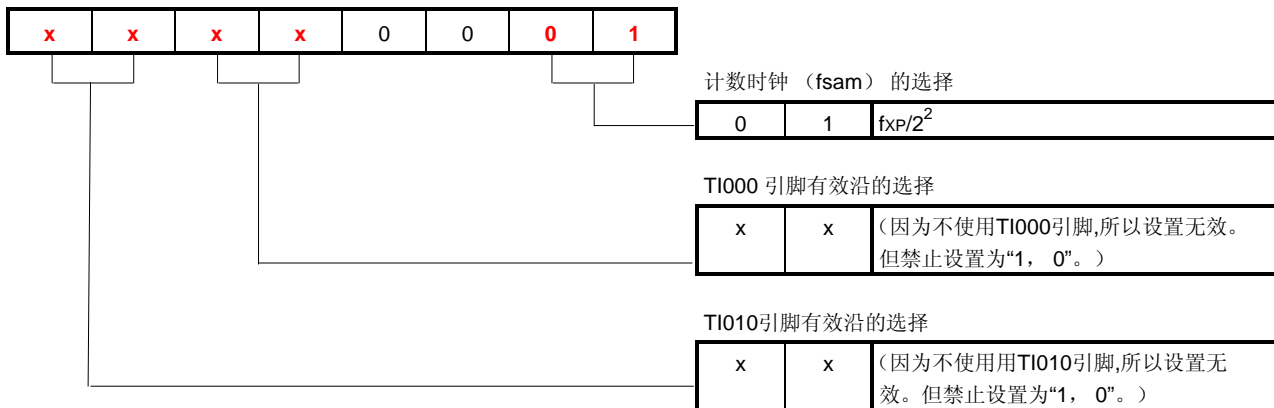 x x x x 0 0 0 1
计数时钟 （fsam） 的选择
0 1 fXP/2²
TI000 引脚有效沿的选择
x x （因为不使用TI000引脚,所以设置无效。
但禁止设置为“1， 0”。）
TI010引脚有效沿的选择
x x （因为不使用用TI010引脚,所以设置无
效。但禁止设置为“1， 0”。）